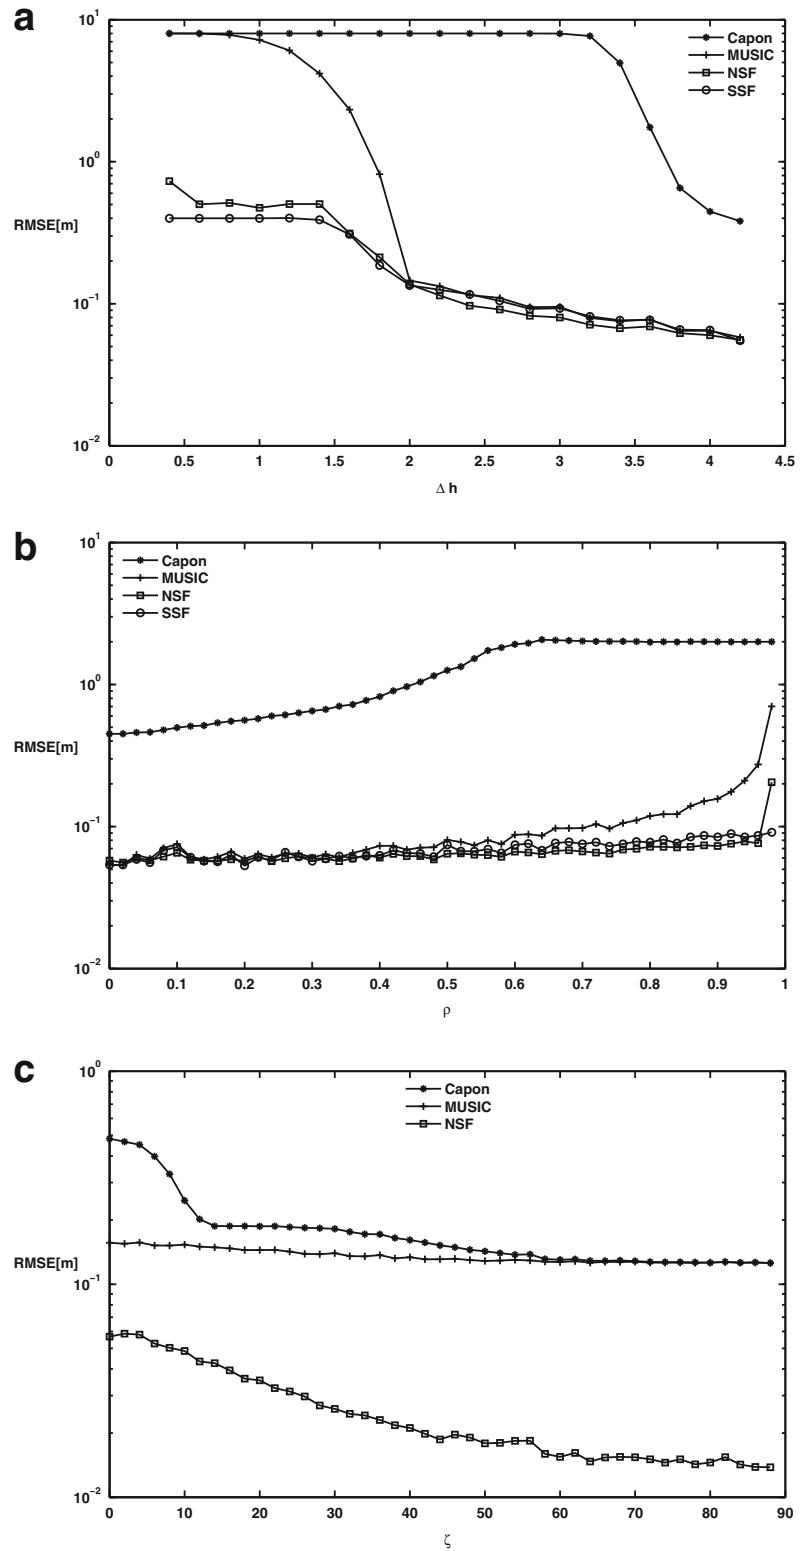 a
10^1
10^0
10^−1
10^−2
RMSE[m]
Capon
MUSIC
NSF
SSF
0 0.5 1 1.5 2 2.5 3 3.5 4 4.5
Δ h
b
10^1
10^0
10^−1
10^−2
RMSE[m]
Capon
MUSIC
NSF
SSF
0 0.1 0.2 0.3 0.4 0.5 0.6 0.7 0.8 0.9 1
ρ
c
10^0
10^−1
10^−2
RMSE[m]
Capon
MUSIC
NSF
0 10 20 30 40 50 60 70 80 90
ζ